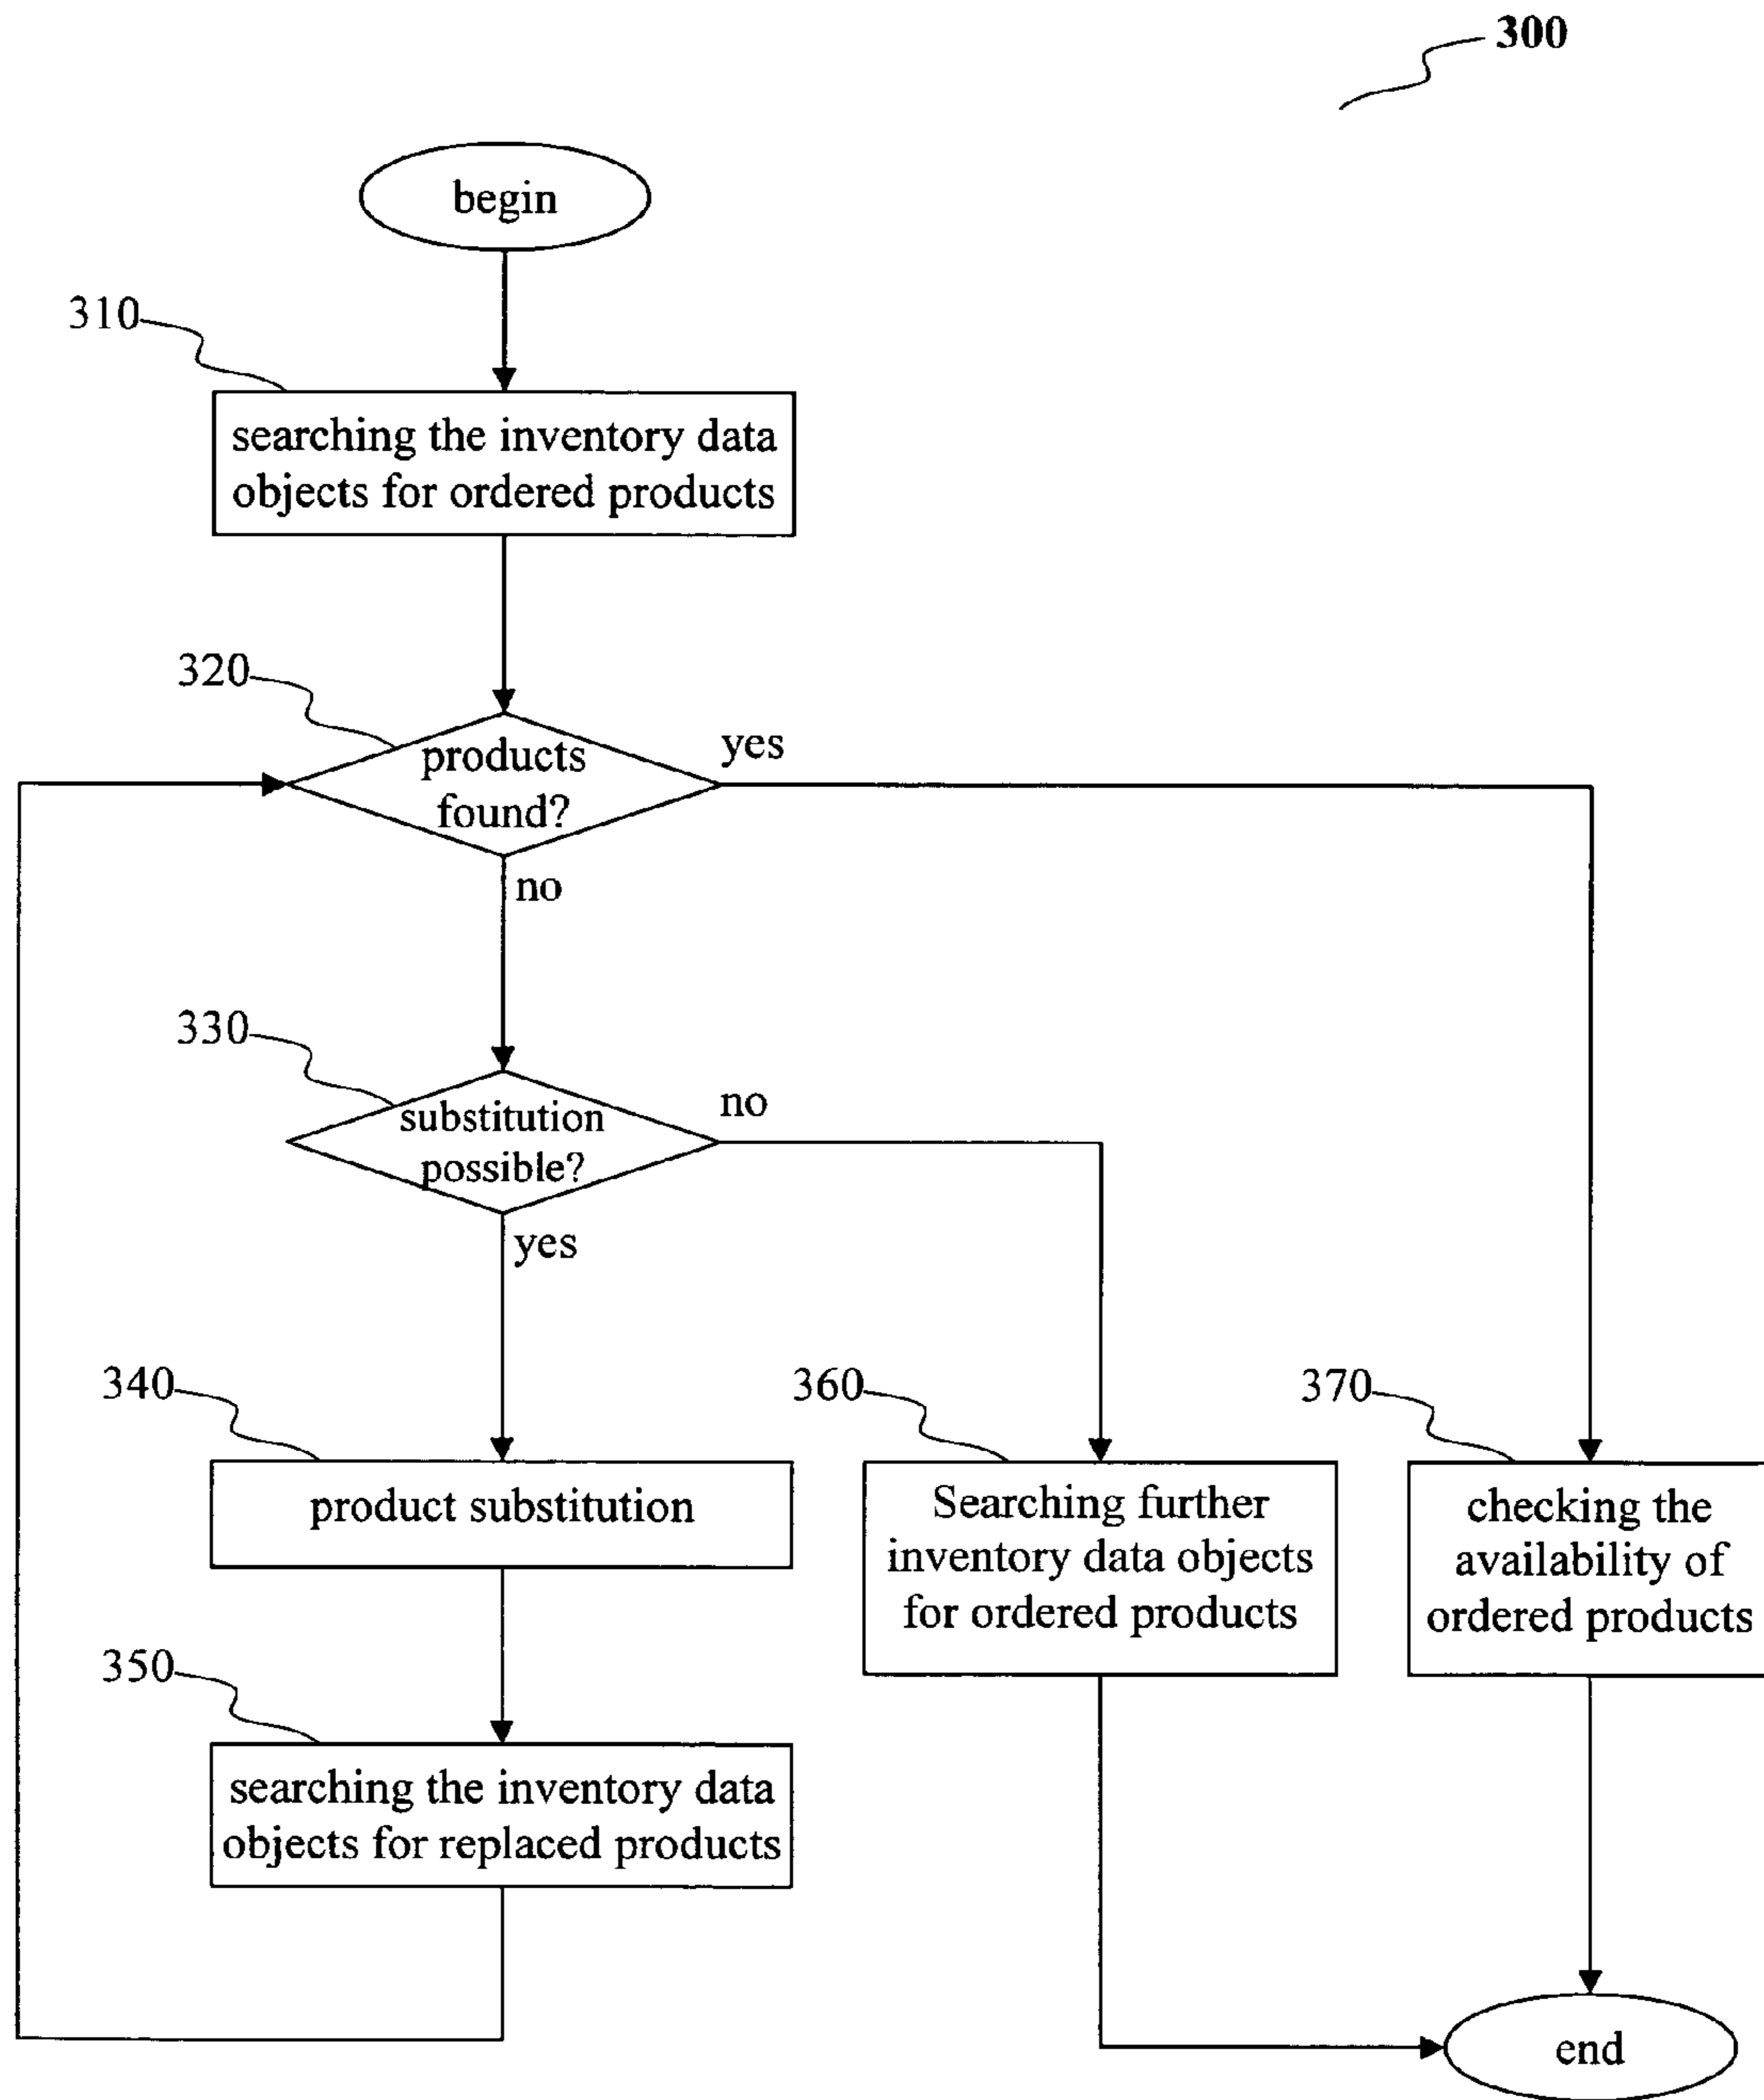 300
begin
310
searching the inventory data
objects for ordered products
320
products
found?
yes
no
330
substitution
possible?
no
yes
340
product substitution
360
Searching further
inventory data objects
for ordered products
370
checking the
availability of
ordered products
350
searching the inventory data
objects for replaced products
end